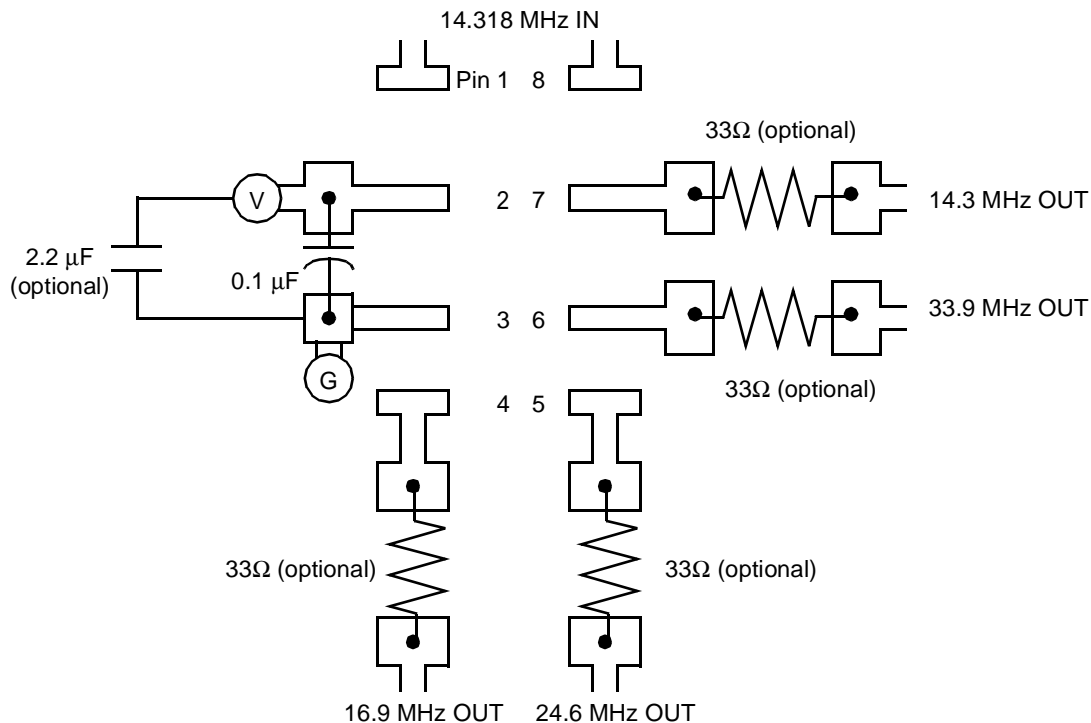 14.318 MHz IN
Pin 1 8
33Ω (optional)
V
2 7
14.3 MHz OUT
2.2 μF
(optional)
0.1 μF
3 6
33.9 MHz OUT
G
33Ω (optional)
4 5
33Ω (optional)
33Ω (optional)
16.9 MHz OUT
24.6 MHz OUT